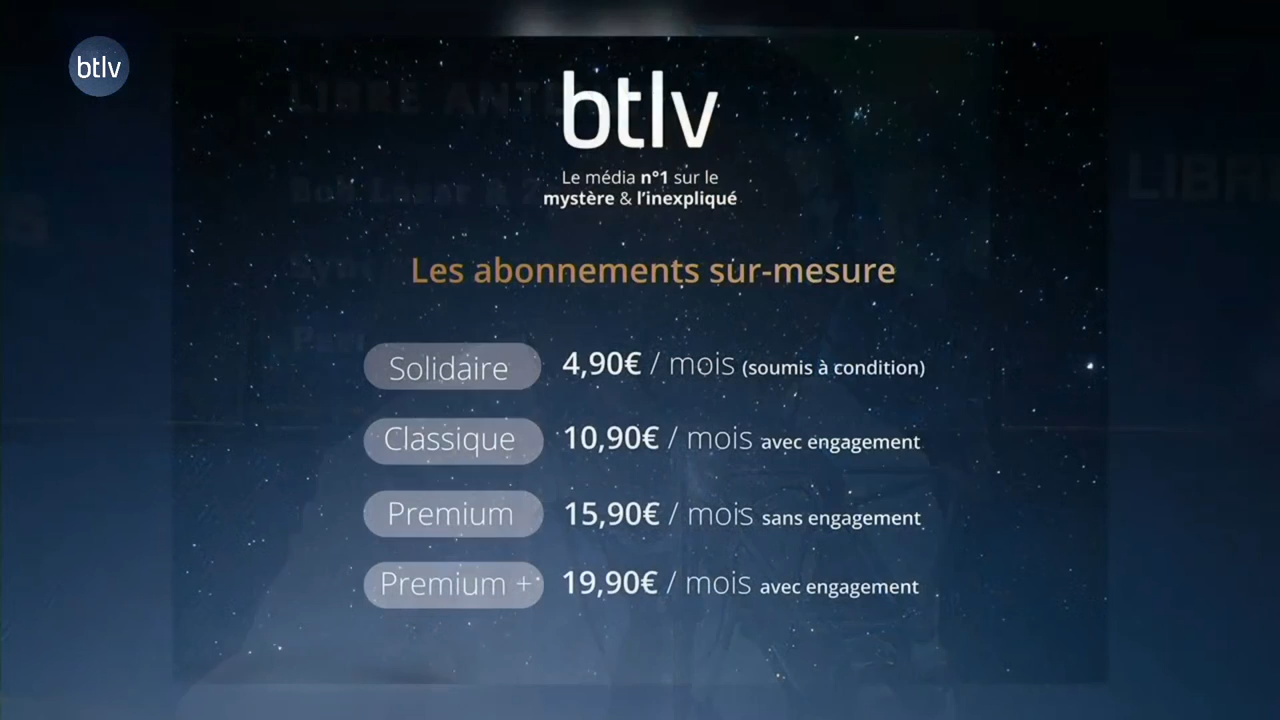 btlv
btlv
Le média n°1 sur le
mystère & l'inexpliqué
Les abonnements sur-mesure
Solidaire 4,90€ / mois (soumis à condition)
Classique 10,90€ / mois avec engagement
Premium 15,90€ / mois sans engagement
Premium + 19,90€ / mois avec engagement